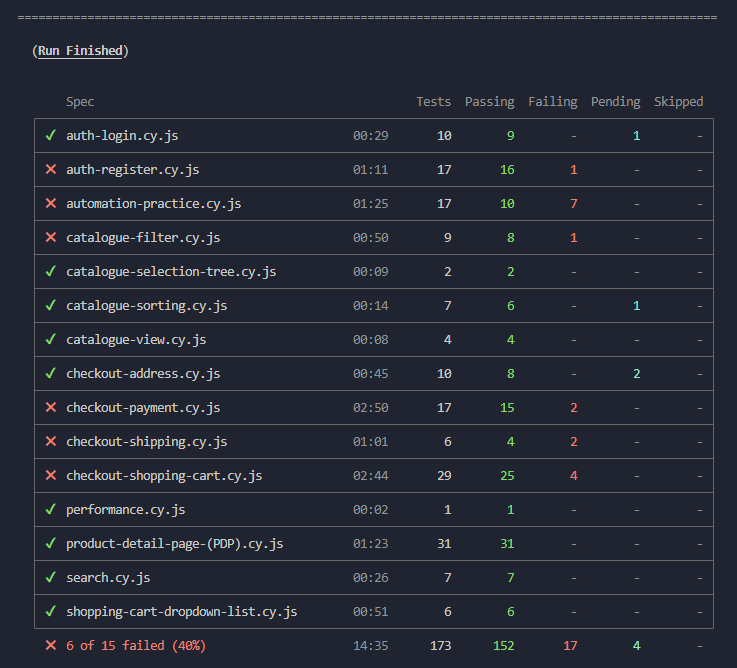 ====================================================================================================
(Run Finished)
Spec Tests Passing Failing Pending Skipped
✓ auth-login.cy.js 00:29 10 9 - 1 -
✕ auth-register.cy.js 01:11 17 16 1 - -
✕ automation-practice.cy.js 01:25 17 10 7 - -
✕ catalogue-filter.cy.js 00:50 9 8 1 - -
✓ catalogue-selection-tree.cy.js 00:09 2 2 - - -
✓ catalogue-sorting.cy.js 00:14 7 6 - 1 -
✓ catalogue-view.cy.js 00:08 4 4 - - -
✓ checkout-address.cy.js 00:45 10 8 - 2 -
✕ checkout-payment.cy.js 02:50 17 15 2 - -
✕ checkout-shipping.cy.js 01:01 6 4 2 - -
✕ checkout-shopping-cart.cy.js 02:44 29 25 4 - -
✓ performance.cy.js 00:02 1 1 - - -
✓ product-detail-page-(PDP).cy.js 01:23 31 31 - - -
✓ search.cy.js 00:26 7 7 - - -
✓ shopping-cart-dropdown-list.cy.js 00:51 6 6 - - -
✕ 6 of 15 failed (40%) 14:35 173 152 17 4 -